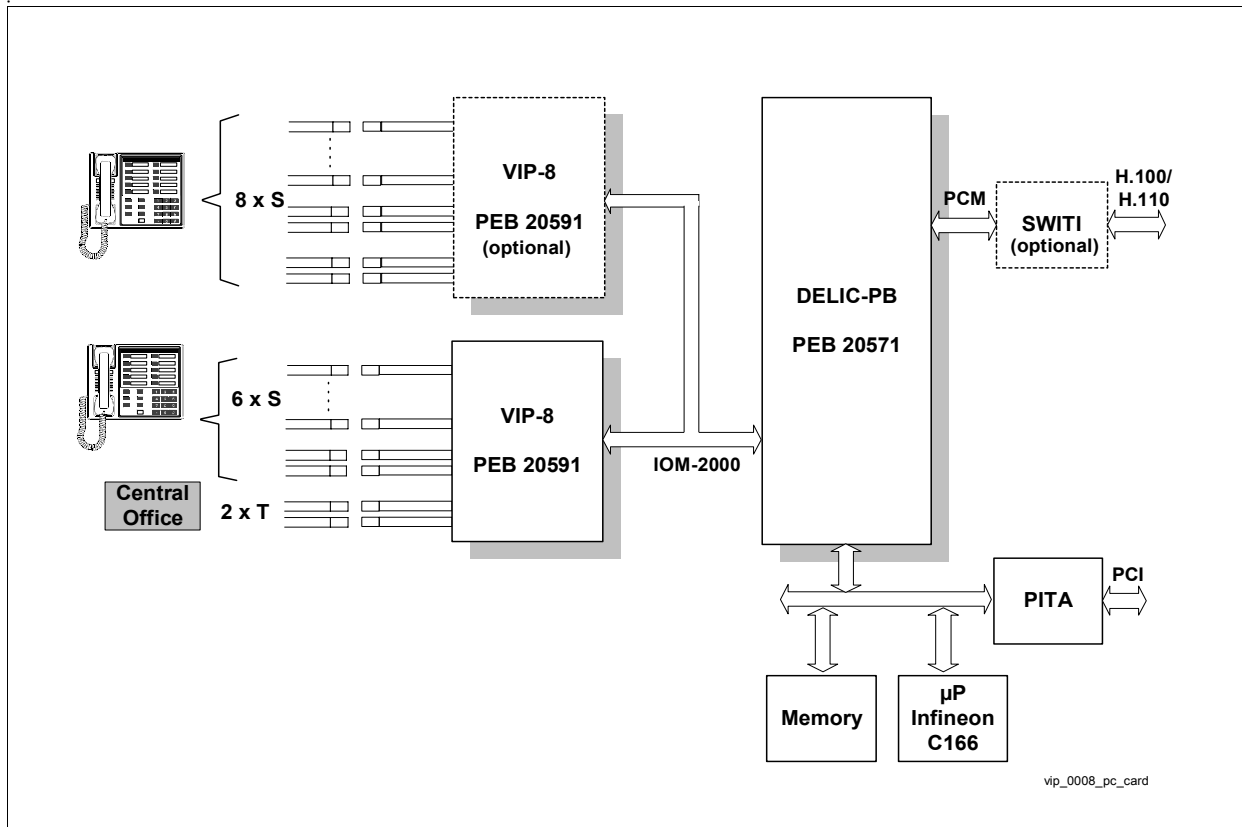 8 x S
VIP-8
PEB 20591
(optional)
DELIC-PB
PEB 20571
PCM
SWITI
(optional)
H.100/
H.110
6 x S
VIP-8
PEB 20591
IOM-2000
Central
Office
2 x T
PITA
PCI
Memory
µP
Infineon
C166
vip_0008_pc_card